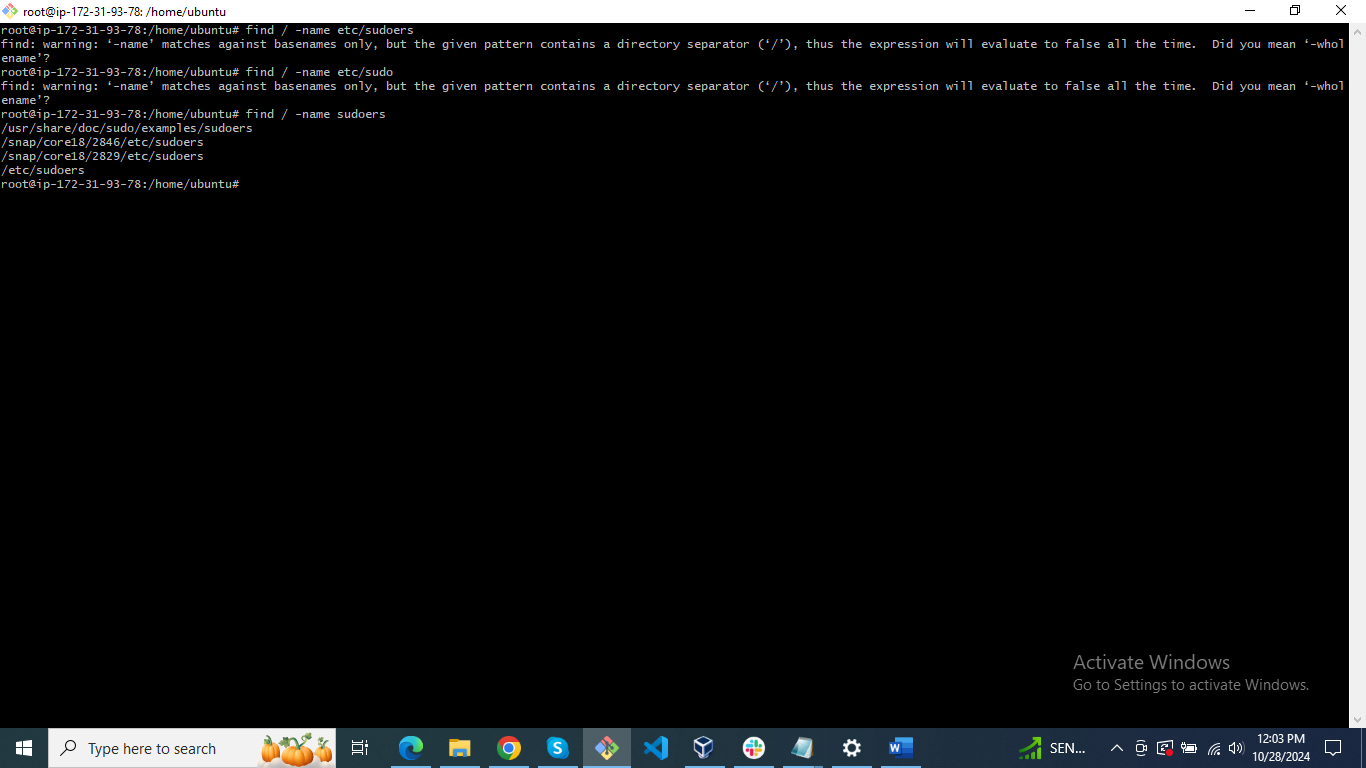 root@ip-172-31-93-78: /home/ubuntu
root@ip-172-31-93-78:/home/ubuntu# find / -name etc/sudoers
find: warning: ‘-name’ matches against basenames only, but the given pattern contains a directory separator (‘/’), thus the expression will evaluate to false all the time.  Did you mean ‘-whol
ename’?
root@ip-172-31-93-78:/home/ubuntu# find / -name etc/sudo
find: warning: ‘-name’ matches against basenames only, but the given pattern contains a directory separator (‘/’), thus the expression will evaluate to false all the time.  Did you mean ‘-whol
ename’?
root@ip-172-31-93-78:/home/ubuntu# find / -name sudoers
/usr/share/doc/sudo/examples/sudoers
/snap/core18/2846/etc/sudoers
/snap/core18/2829/etc/sudoers
/etc/sudoers
root@ip-172-31-93-78:/home/ubuntu#
Activate Windows
Go to Settings to activate Windows.
Type here to search
SEN...
12:03 PM
10/28/2024